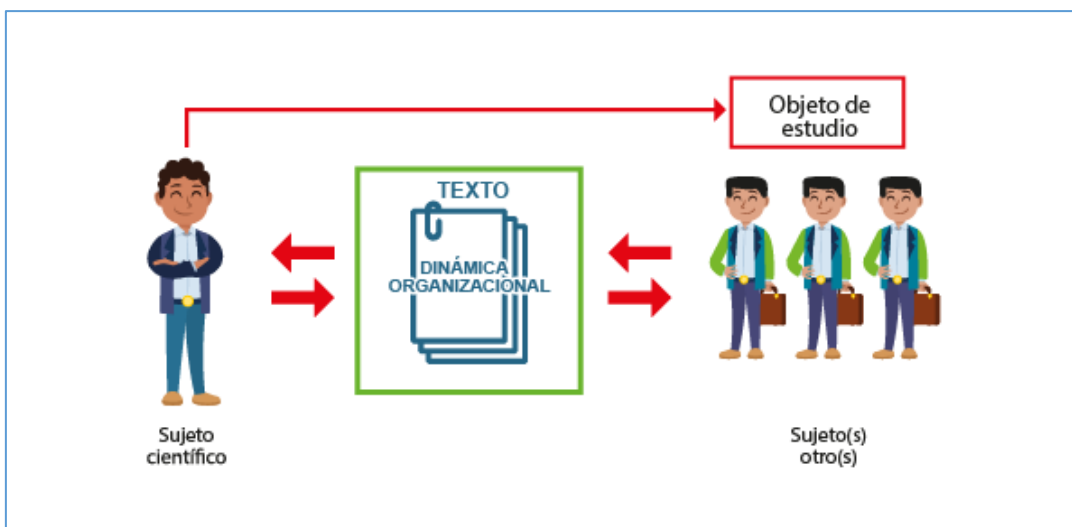 Objeto de
estudio
TEXTO
DINÁMICA
ORGANIZACIONAL
Sujeto
científico
Sujeto(s)
otro(s)